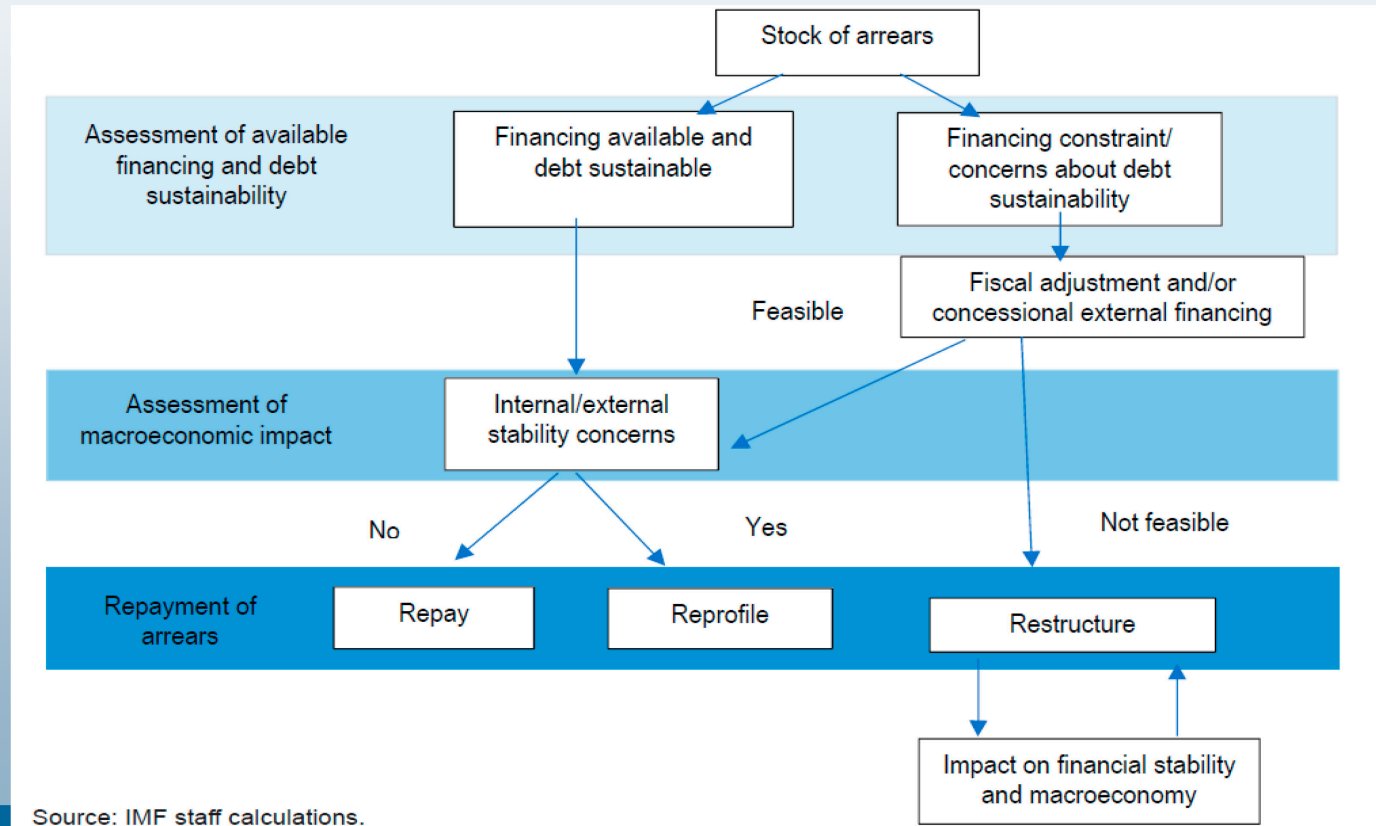 Stock of arrears
Assessment of available
financing and debt
sustainability
Financing available and
debt sustainable
Financing constraint/
concerns about debt
sustainability
Fiscal adjustment and/or
concessional external financing
Feasible
Assessment of
macroeconomic impact
Internal/external
stability concerns
No
Yes
Not feasible
Repayment of
arrears
Repay
Reprofile
Restructure
Impact on financial stability
and macroeconomy
Source: IMF staff calculations.